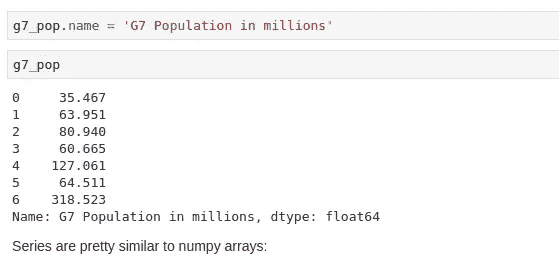 g7_pop.name = 'G7 Population in millions'
g7_pop
0     35.467
1     63.951
2     80.940
3     60.665
4    127.061
5     64.511
6    318.523
Name: G7 Population in millions, dtype: float64
Series are pretty similar to numpy arrays: